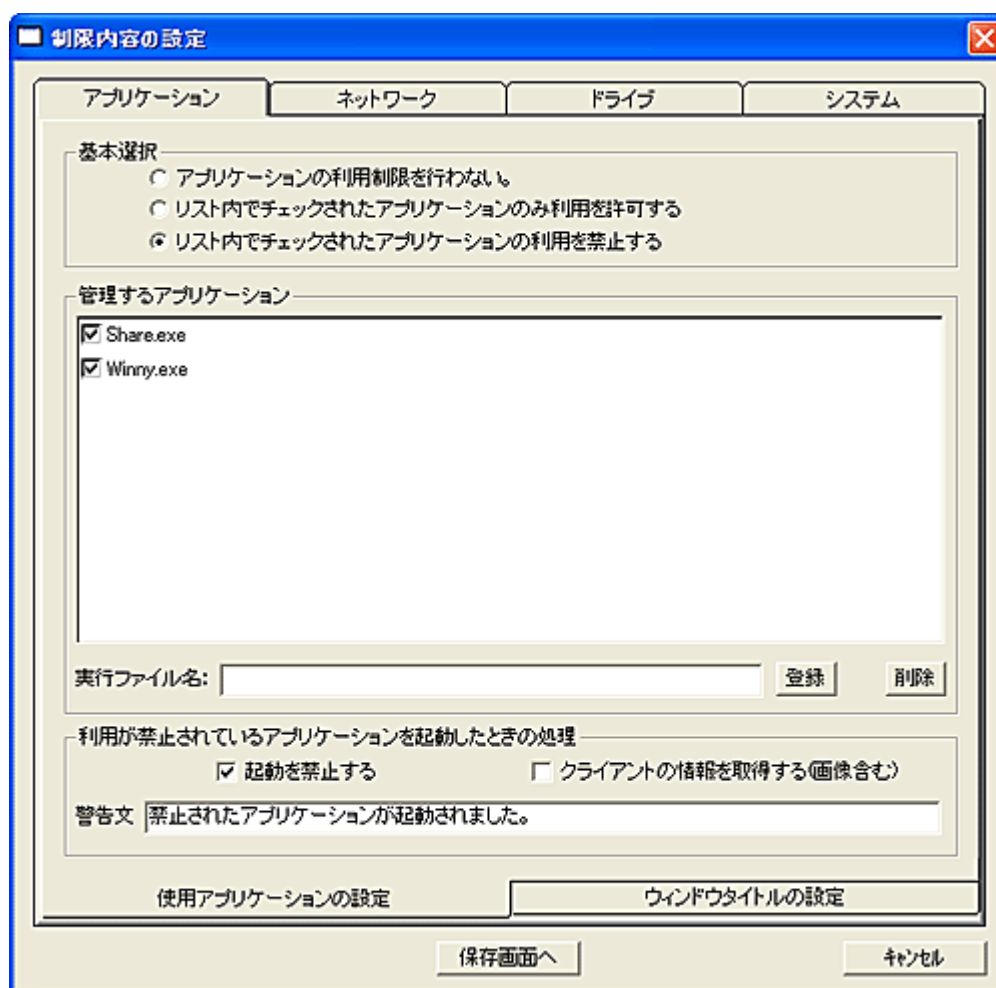 制限内容の設定
アプリケーション
ネットワーク
ドライブ
システム
基本選択
アプリケーションの利用制限を行わない。
リスト内でチェックされたアプリケーションのみ利用を許可する
リスト内でチェックされたアプリケーションの利用を禁止する
管理するアプリケーション
Share.exe
Winny.exe
実行ファイル名:
登録
削除
利用が禁止されているアプリケーションを起動したときの処理
起動を禁止する
クライアントの情報を取得する(画像含む)
警告文
禁止されたアプリケーションが起動されました。
使用アプリケーションの設定
ウィンドウタイトルの設定
保存画面へ
キャンセル